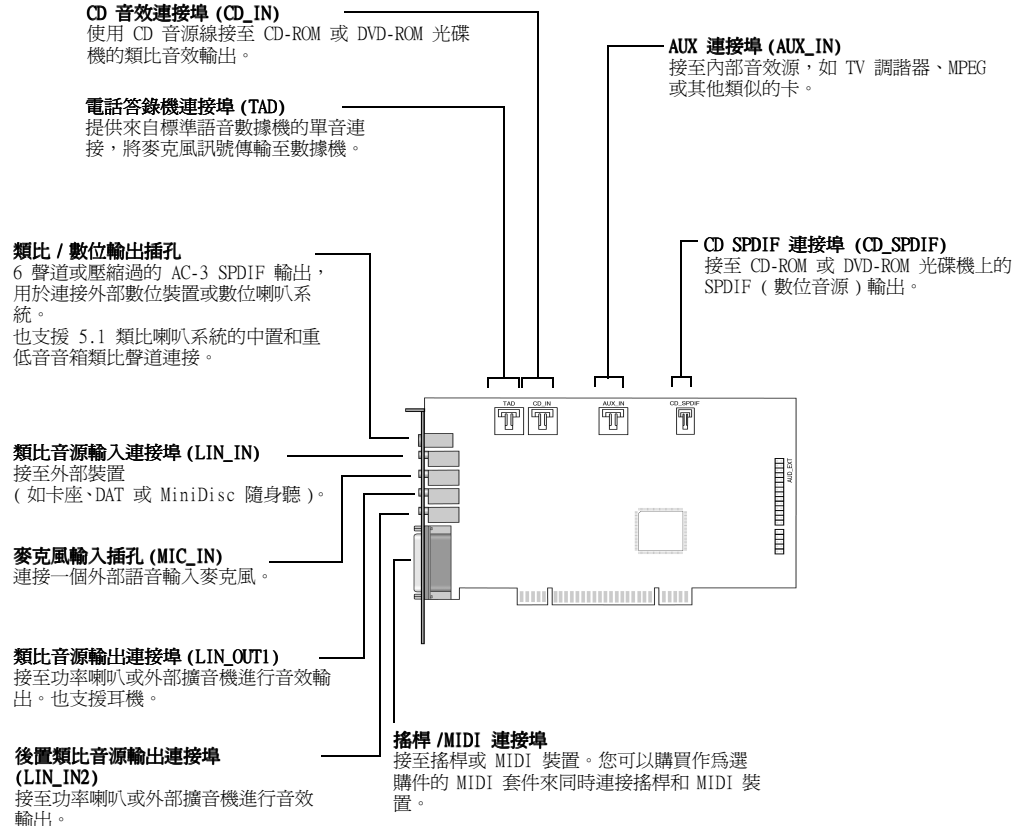 CD 音效連接埠 (CD_IN)
使用 CD 音源線接至 CD-ROM 或 DVD-ROM 光碟
機的類比音效輸出。
AUX 連接埠 (AUX_IN)
接至內部音效源，如 TV 調諧器、MPEG
或其他類似的卡。
電話答錄機連接埠 (TAD)
提供來自標準語音數據機的單音連
接，將麥克風訊號傳輸至數據機。
類比 / 數位輸出插孔
6 聲道或壓縮過的 AC-3 SPDIF 輸出，
用於連接外部數位裝置或數位喇叭系
統。
也支援 5.1 類比喇叭系統的中置和重
低音音箱類比聲道連接。
CD SPDIF 連接埠 (CD_SPDIF)
接至 CD-ROM 或 DVD-ROM 光碟機上的
SPDIF ( 數位音源 ) 輸出。
TAD
CD_IN
AUX_IN
CD_SPDIF
AUD_EXT
類比音源輸入連接埠 (LIN_IN)
接至外部裝置
( 如卡座、DAT 或 MiniDisc 隨身聽 )。
麥克風輸入插孔 (MIC_IN)
連接一個外部語音輸入麥克風。
類比音源輸出連接埠 (LIN_OUT1)
接至功率喇叭或外部擴音機進行音效輸
出。也支援耳機。
後置類比音源輸出連接埠
(LIN_IN2)
接至功率喇叭或外部擴音機進行音效
輸出。
搖桿 /MIDI 連接埠
接至搖桿或 MIDI 裝置。您可以購買作為選
購件的 MIDI 套件來同時連接搖桿和 MIDI 裝
置。